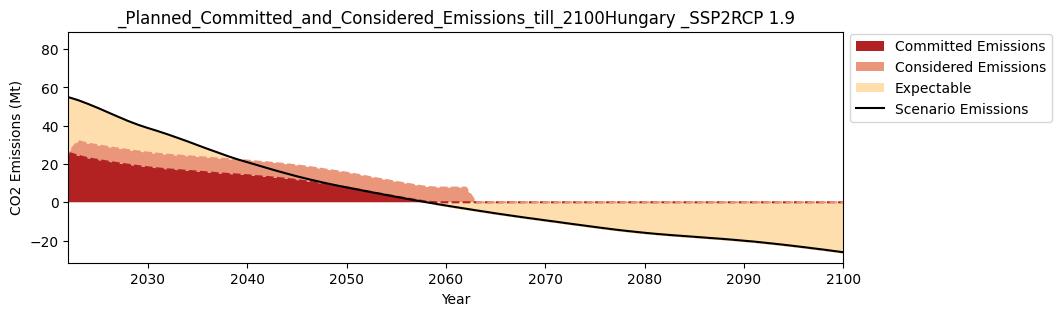 _Planned_Committed_and_Considered_Emissions_till_2100Hungary _SSP2RCP 1.9
CO2 Emissions (Mt)
80
60
40
20
0
−20
2030
2040
2050
2060
2070
2080
2090
2100
Year
Committed Emissions
Considered Emissions
Expectable
Scenario Emissions